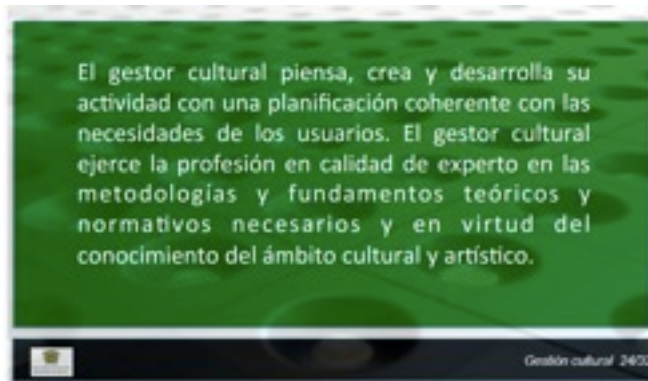 El gestor cultural piensa, crea y desarrolla su
actividad con una planificación coherente con las
necesidades de los usuarios. El gestor cultural
ejerce la profesión en calidad de experto en las
metodologías y fundamentos teóricos y
normativos necesarios y en virtud del
conocimiento del ámbito cultural y artístico.
Gestión cultural